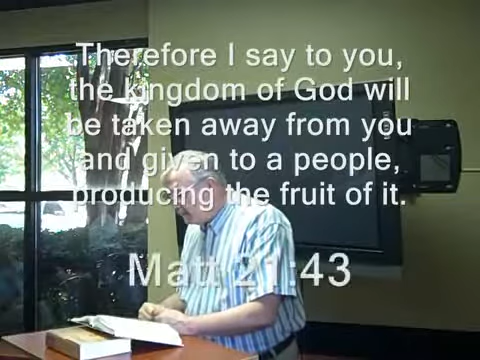 Therefore I say to you,
the kingdom of God will
be taken away from you
and given to a people,
producing the fruit of it.
Matt 21:43